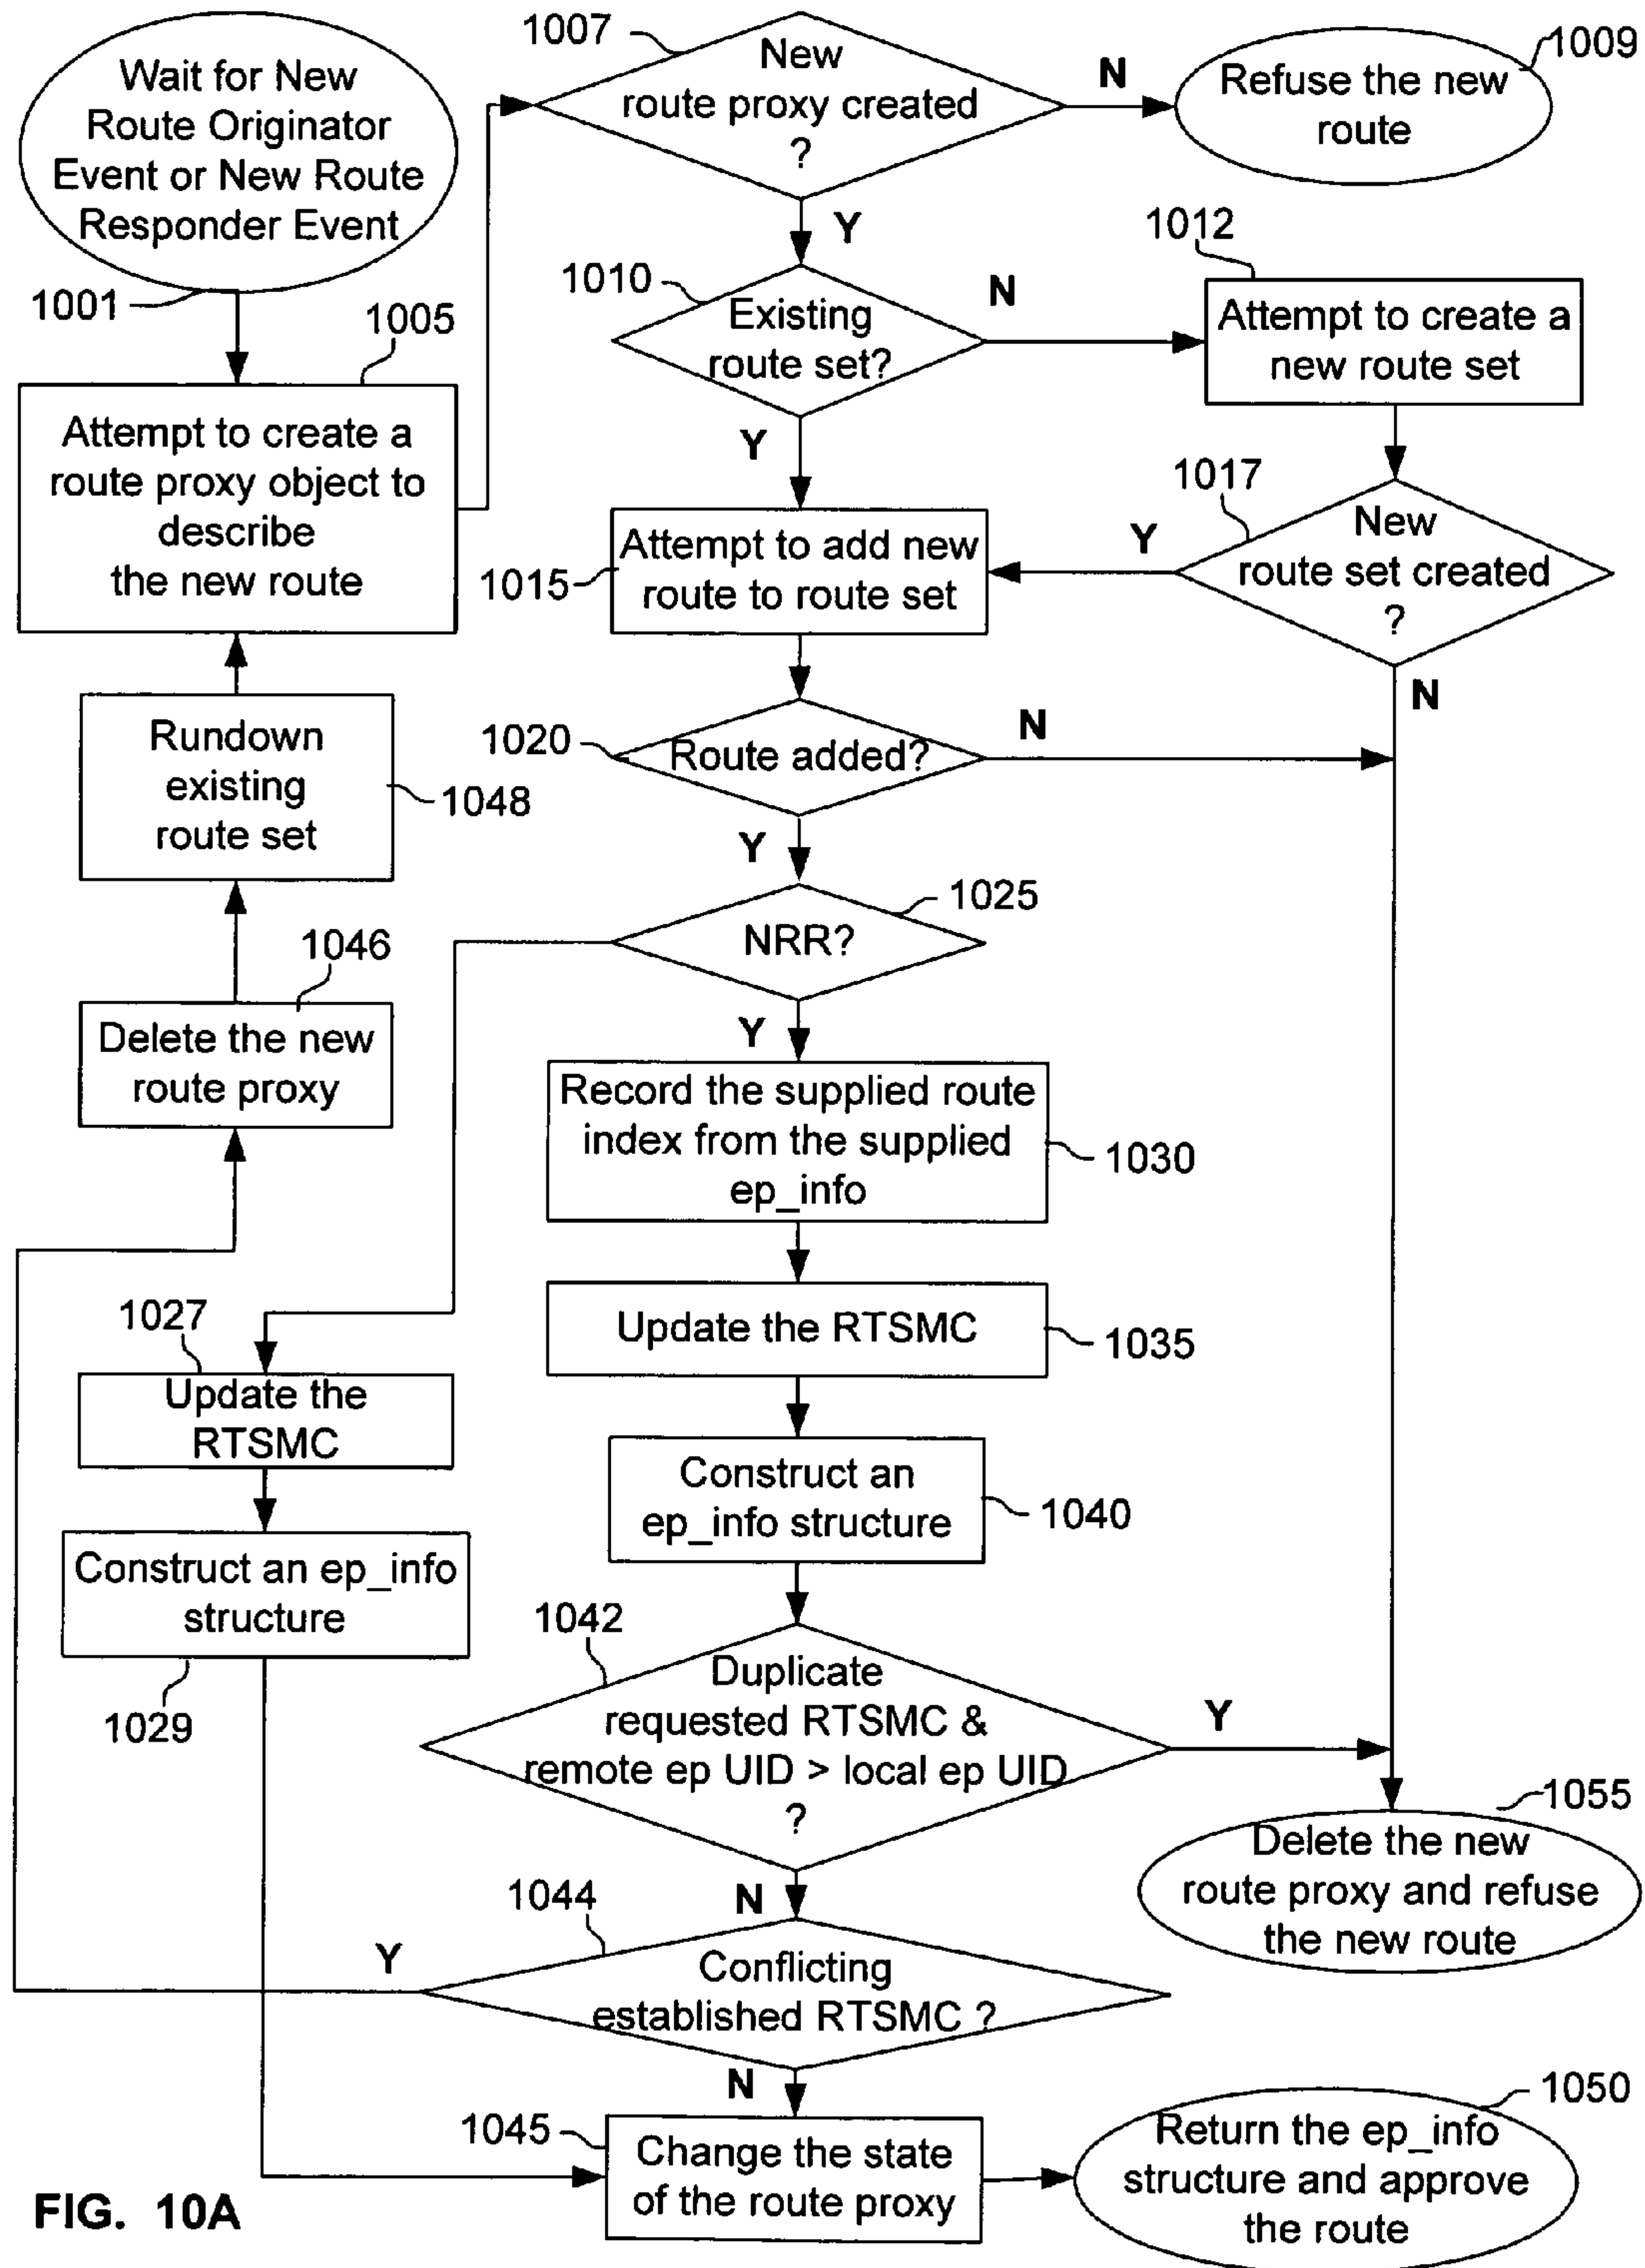 Wait for New
Route Originator
Event or New Route
Responder Event
1001
1005
Attempt to create a
route proxy object to
describe
the new route
1007
New
route proxy created
?
N
1009
Refuse the new
route
Y
1010
Existing
route set?
N
1012
Attempt to create a
new route set
Y
1017
New
route set created
?
Y
N
1015
Attempt to add new
route to route set
1020
Route added?
N
Y
Rundown
existing
route set
1048
1025
NRR?
Y
1046
Delete the new
route proxy
Record the supplied route
index from the supplied
ep_info
1030
Update the RTSMC
1035
1027
Update the
RTSMC
Construct an
ep_info structure
1040
Construct an ep_info
structure
1029
1042
Duplicate
requested RTSMC &
remote ep UID > local ep UID
?
Y
N
1055
Delete the new
route proxy and refuse
the new route
1044
Conflicting
established RTSMC ?
Y
N
1045
Change the state
of the route proxy
1050
Return the ep_info
structure and approve
the route
FIG. 10A